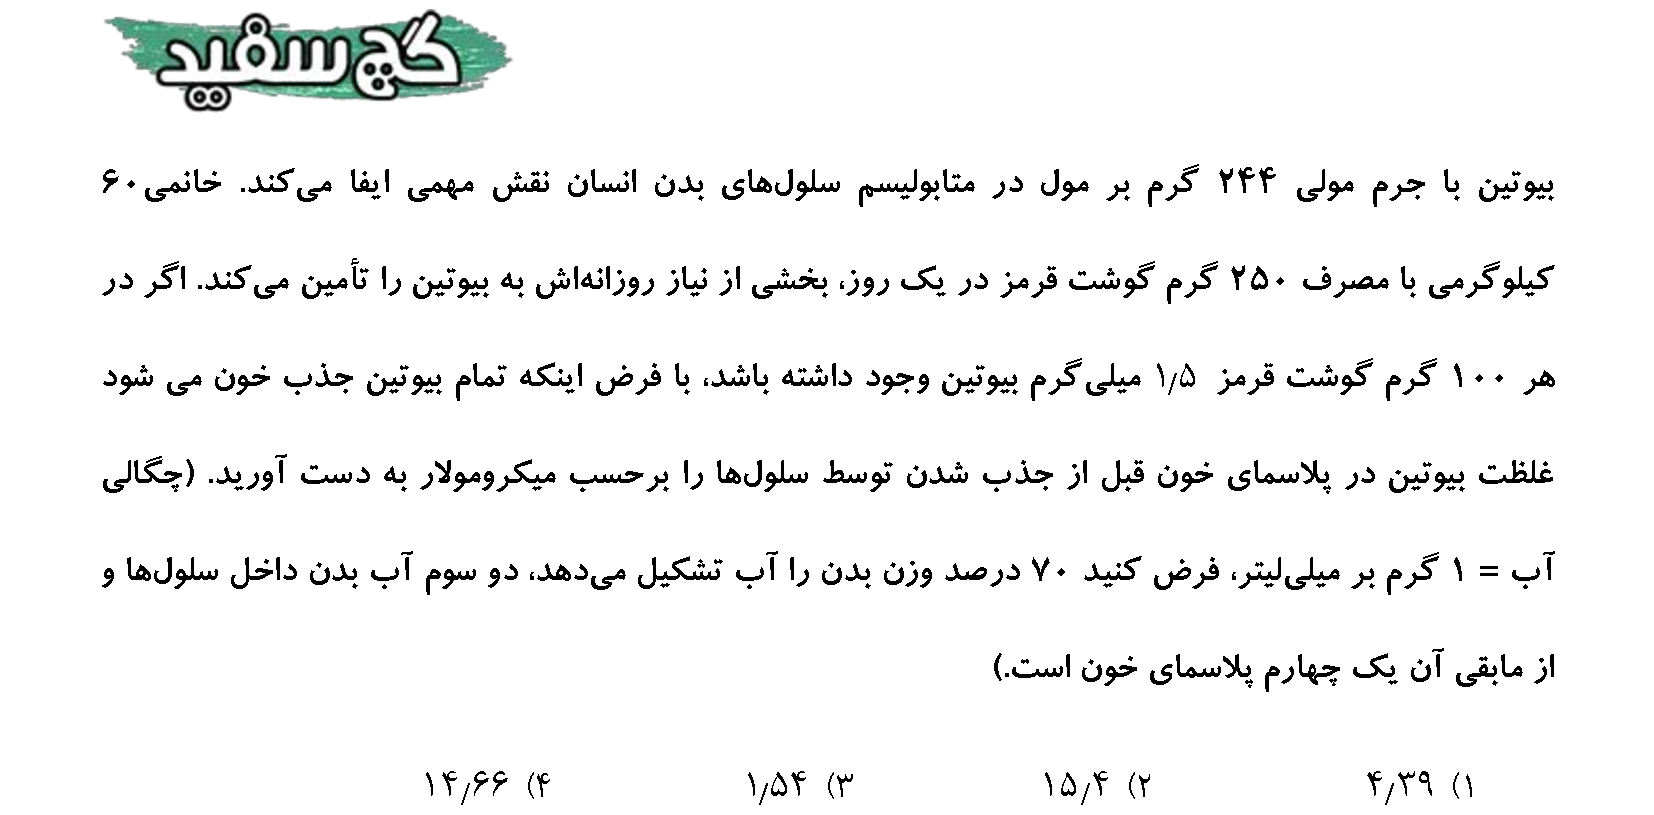 گچ سفید
بیوتین با جرم مولی ۲۴۴ گرم بر مول در متابولیسم سلول‌های بدن انسان نقش مهمی ایفا می‌کند. خانمی ۶۰
کیلوگرمی با مصرف ۲۵۰ گرم گوشت قرمز در یک روز، بخشی از نیاز روزانه‌اش به بیوتین را تأمین می‌کند. اگر در
هر ۱۰۰ گرم گوشت قرمز ۱٫۵ میلی‌گرم بیوتین وجود داشته باشد، با فرض اینکه تمام بیوتین جذب خون می شود
غلظت بیوتین در پلاسمای خون قبل از جذب شدن توسط سلول‌ها را برحسب میکرومولار به دست آورید. (چگالی
آب = ۱ گرم بر میلی‌لیتر، فرض کنید ۷۰ درصد وزن بدن را آب تشکیل می‌دهد، دو سوم آب بدن داخل سلول‌ها و
از مابقی آن یک چهارم پلاسمای خون است.)
۱) ۴٫۳۹ ۲) ۱۵٫۴ ۳) ۱٫۵۴ ۴) ۱۴٫۶۶